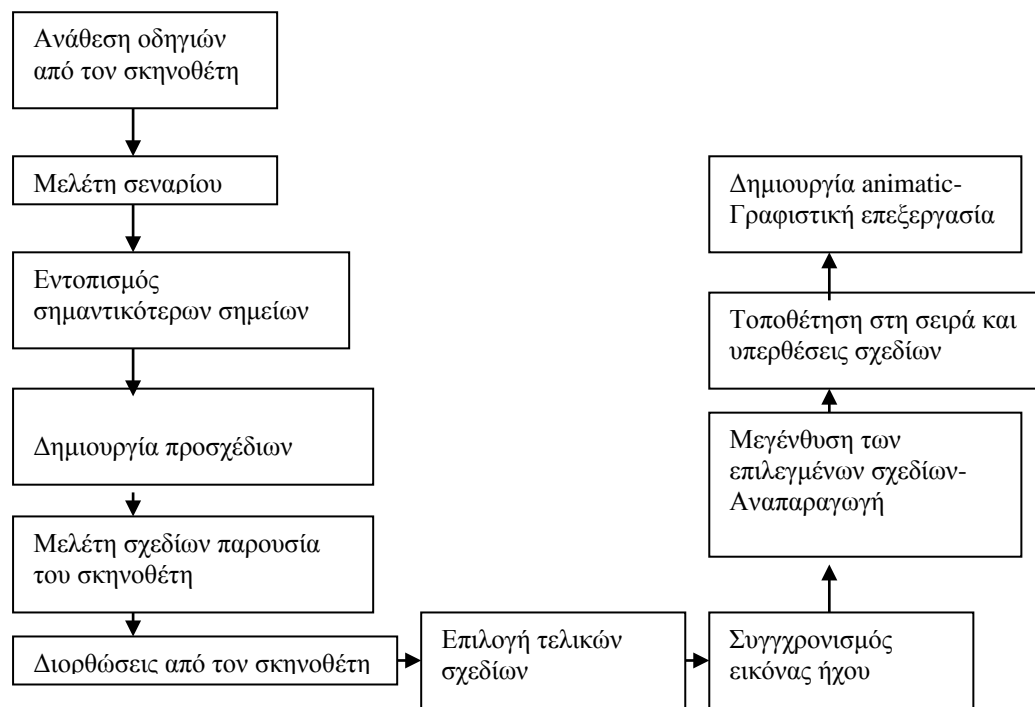 Ανάθεση οδηγιών
από τον σκηνοθέτη
Μελέτη σεναρίου
Εντοπισμός
σημαντικότερων σημείων
Δημιουργία προσχέδιων
Μελέτη σχεδίων παρουσία
του σκηνοθέτη
Διορθώσεις από τον σκηνοθέτη
Επιλογή τελικών
σχεδίων
Συγγχρονισμός
εικόνας ήχου
Μεγένθυση των
επιλεγμένων σχεδίων-
Αναπαραγωγή
Τοποθέτηση στη σειρά και
υπερθέσεις σχεδίων
Δημιουργία animatic-
Γραφιστική επεξεργασία